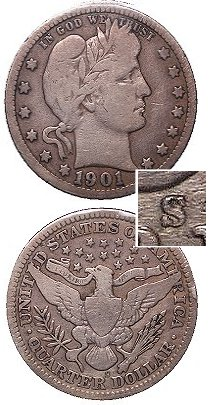 IN GOD WE TRUST
1901
S
UNITED STATES OF AMERICA
QUARTER DOLLAR